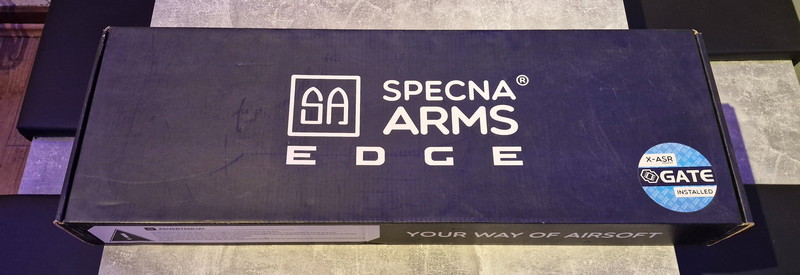 SA
SPECNA®
ARMS
EDGE
X-ASR
GATE
INSTALLED
YOUR WAY OF AIRSOFT